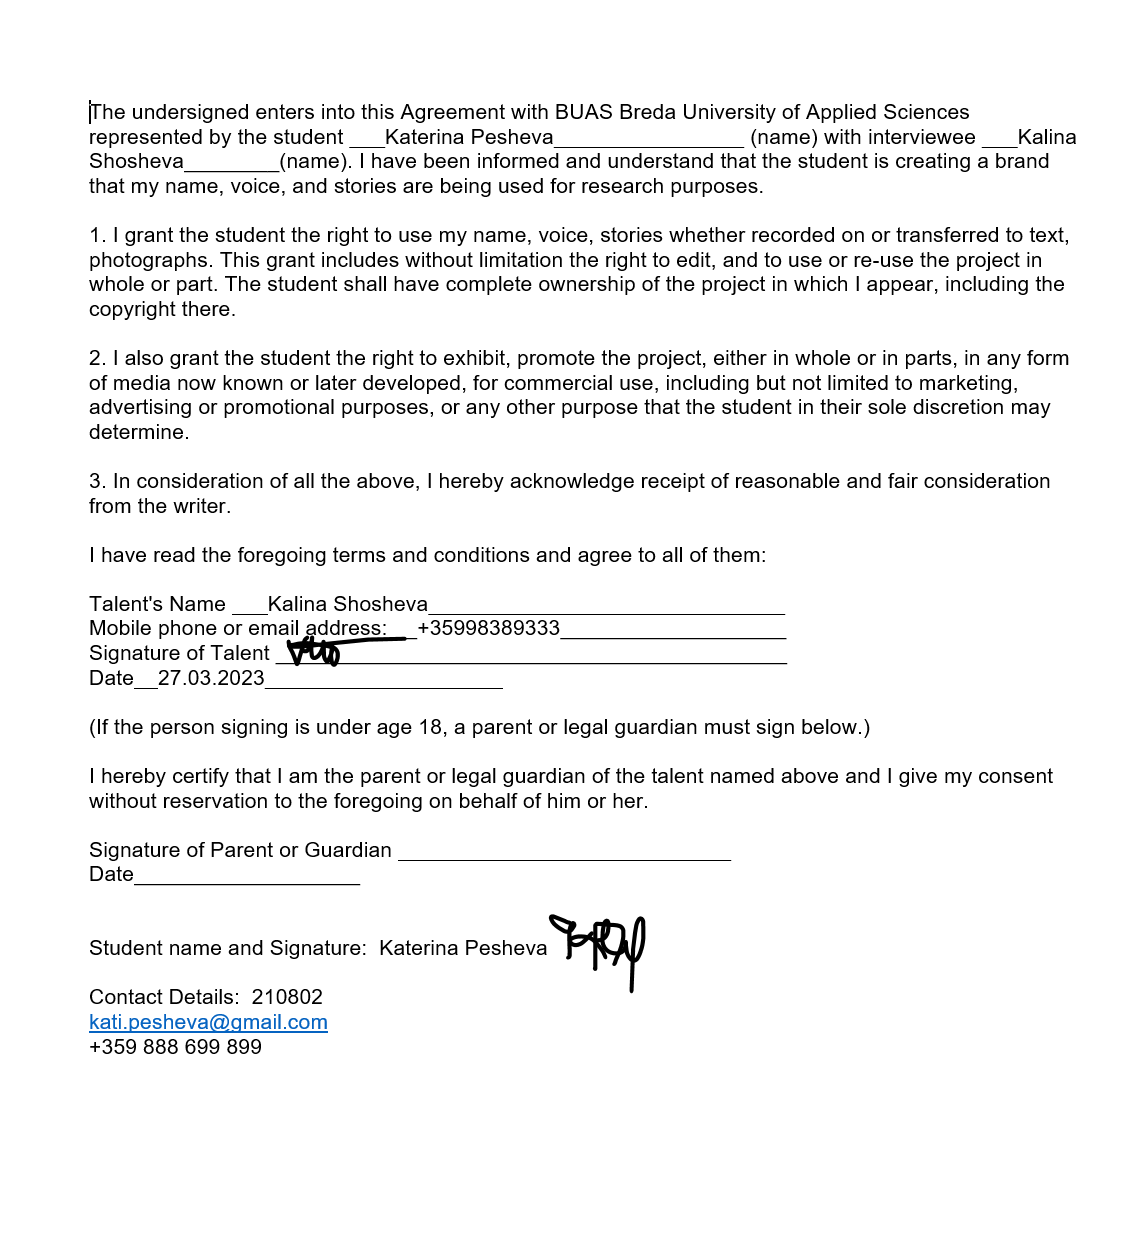 The undersigned enters into this Agreement with BUAS Breda University of Applied Sciences
represented by the student ___Katerina Pesheva________________ (name) with interviewee ___Kalina
Shosheva________(name). I have been informed and understand that the student is creating a brand
that my name, voice, and stories are being used for research purposes.
1. I grant the student the right to use my name, voice, stories whether recorded on or transferred to text,
photographs. This grant includes without limitation the right to edit, and to use or re-use the project in
whole or part. The student shall have complete ownership of the project in which I appear, including the
copyright there.
2. I also grant the student the right to exhibit, promote the project, either in whole or in parts, in any form
of media now known or later developed, for commercial use, including but not limited to marketing,
advertising or promotional purposes, or any other purpose that the student in their sole discretion may
determine.
3. In consideration of all the above, I hereby acknowledge receipt of reasonable and fair consideration
from the writer.
I have read the foregoing terms and conditions and agree to all of them:
Talent's Name ___Kalina Shosheva______________________________
Mobile phone or email address: __+35998389333___________________
Signature of Talent ___________________________________________
Date__27.03.2023____________________
(If the person signing is under age 18, a parent or legal guardian must sign below.)
I hereby certify that I am the parent or legal guardian of the talent named above and I give my consent
without reservation to the foregoing on behalf of him or her.
Signature of Parent or Guardian ____________________________
Date___________________
Student name and Signature: Katerina Pesheva
Contact Details: 210802
kati.pesheva@gmail.com
+359 888 699 899